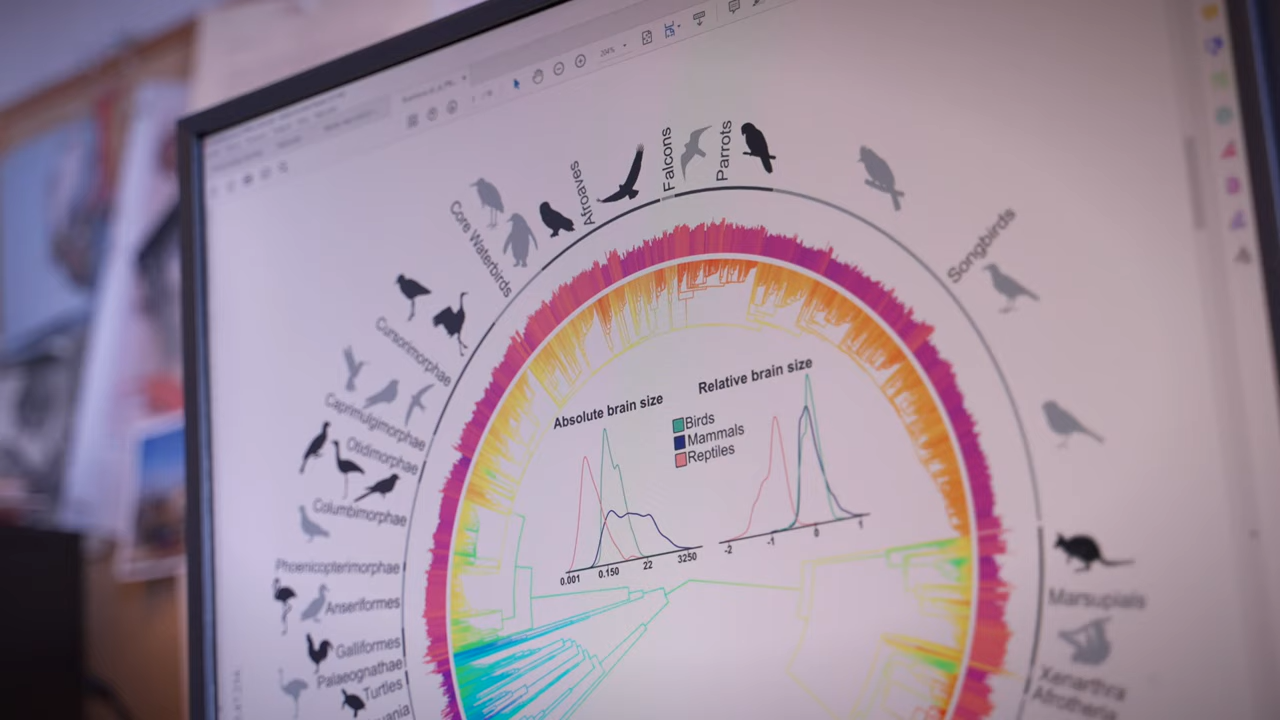 204%
Falcons
Parrots
Afroaves
Core Waterbirds
Songbirds
Cursorimorphae
Caprimulgimorphae
Otidimorphae
Columbimorphae
Phoenicopterimorphae
Anseriformes
Galliformes
Palaeognathae
Turtles
Absolute brain size
Relative brain size
Birds
Mammals
Reptiles
0.001 0.150 22 3250
-2 -1 0 1
Marsupials
Xenarthra
Afrotheria